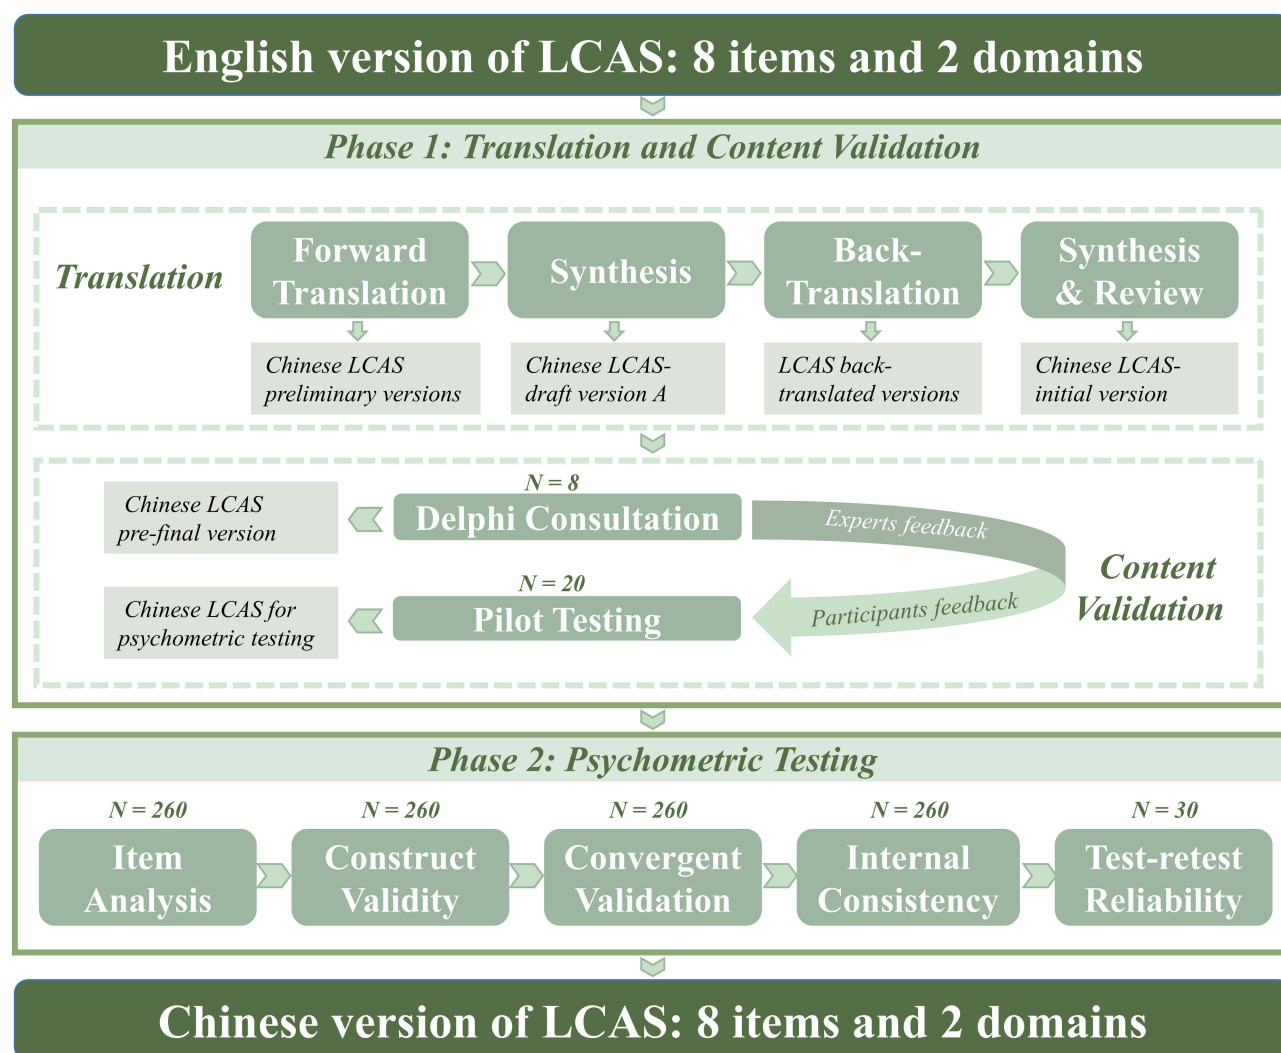 English version of LCAS: 8 items and 2 domains
Phase 1: Translation and Content Validation
Translation
Forward
Translation
Synthesis
Back-
Translation
Synthesis
& Review
Chinese LCAS
preliminary versions
Chinese LCAS-
draft version A
LCAS back-
translated versions
Chinese LCAS-
initial version
N = 8
Delphi Consultation
Chinese LCAS
pre-final version
Experts feedback
Content
Validation
N = 20
Pilot Testing
Chinese LCAS for
psychometric testing
Participants feedback
Phase 2: Psychometric Testing
N = 260
Item
Analysis
N = 260
Construct
Validity
N = 260
Convergent
Validation
N = 260
Internal
Consistency
N = 30
Test-retest
Reliability
Chinese version of LCAS: 8 items and 2 domains